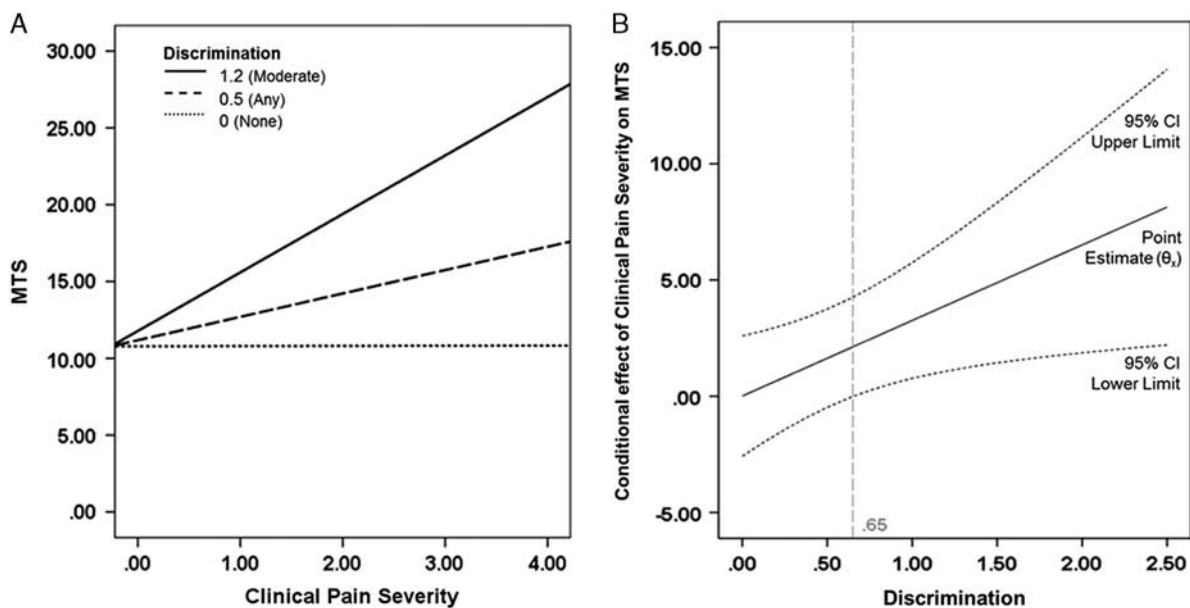 A
MTS
30.00
25.00
20.00
15.00
10.00
5.00
.00
Discrimination
1.2 (Moderate)
0.5 (Any)
0 (None)
.00 1.00 2.00 3.00 4.00
Clinical Pain Severity
B
Conditional effect of Clinical Pain Severity on MTS
15.00
10.00
5.00
.00
-5.00
95% CI
Upper Limit
Point
Estimate (θx)
95% CI
Lower Limit
.65
.00 .50 1.00 1.50 2.00 2.50
Discrimination